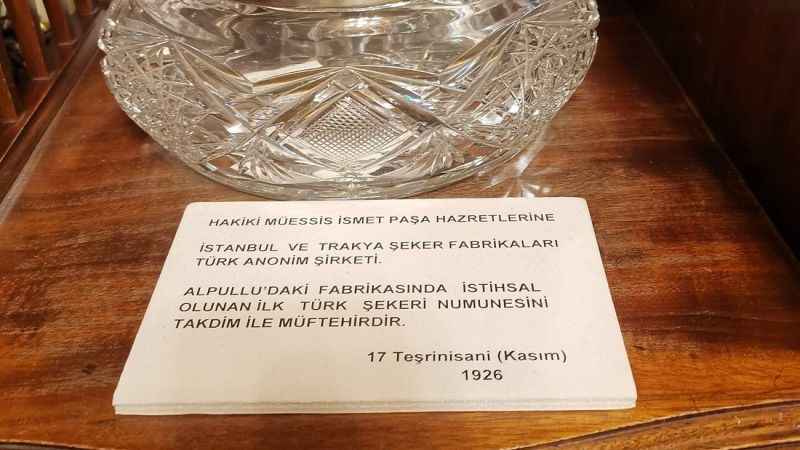 HAKİKİ MÜESSİS İSMET PAŞA HAZRETLERİNE
İSTANBUL VE TRAKYA ŞEKER FABRİKALARI
TÜRK ANONİM ŞİRKETİ.
ALPULLU'DAKİ FABRİKASINDA İSTİHSAL
OLUNAN İLK TÜRK ŞEKERİ NUMUNESİNİ
TAKDİM İLE MÜFTEHİRDİR.
17 Teşrinisani (Kasım)
1926